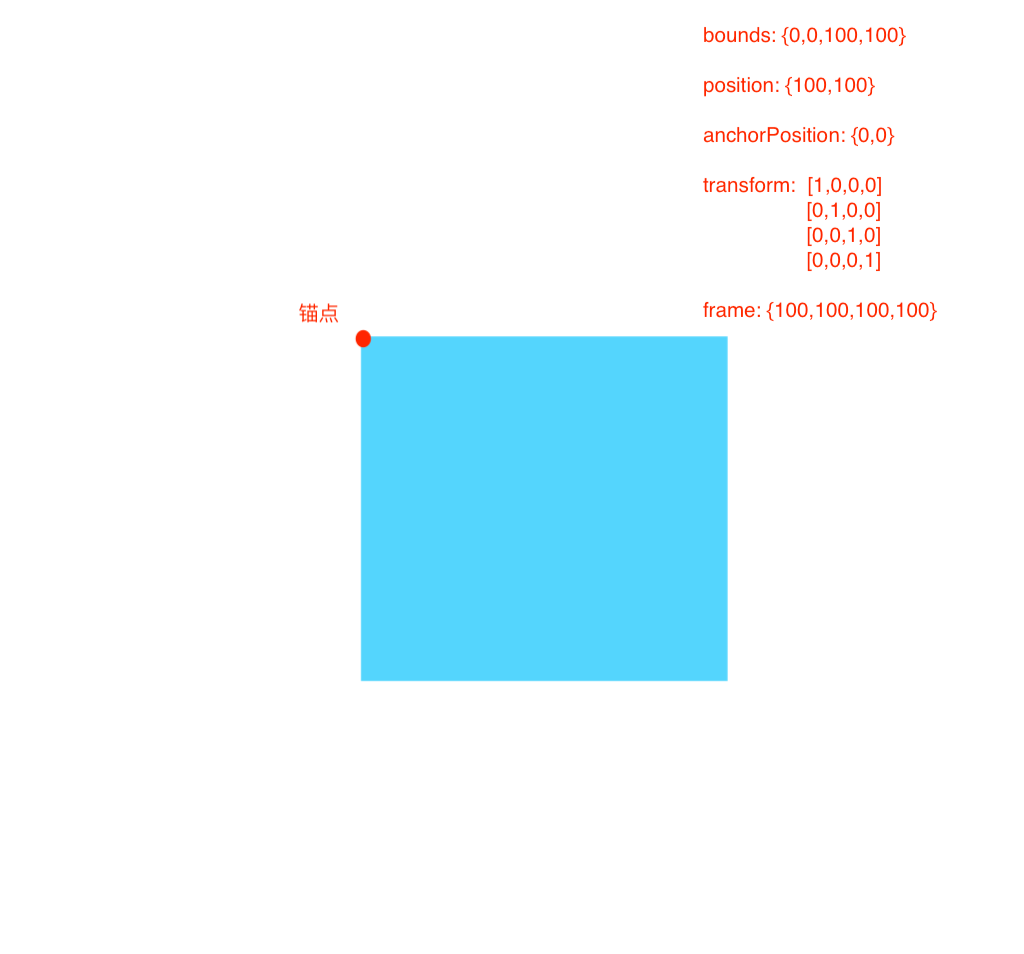 bounds: {0,0,100,100}
position: {100,100}
anchorPosition: {0,0}
transform: [1,0,0,0]
[0,1,0,0]
[0,0,1,0]
[0,0,0,1]
frame: {100,100,100,100}
锚点